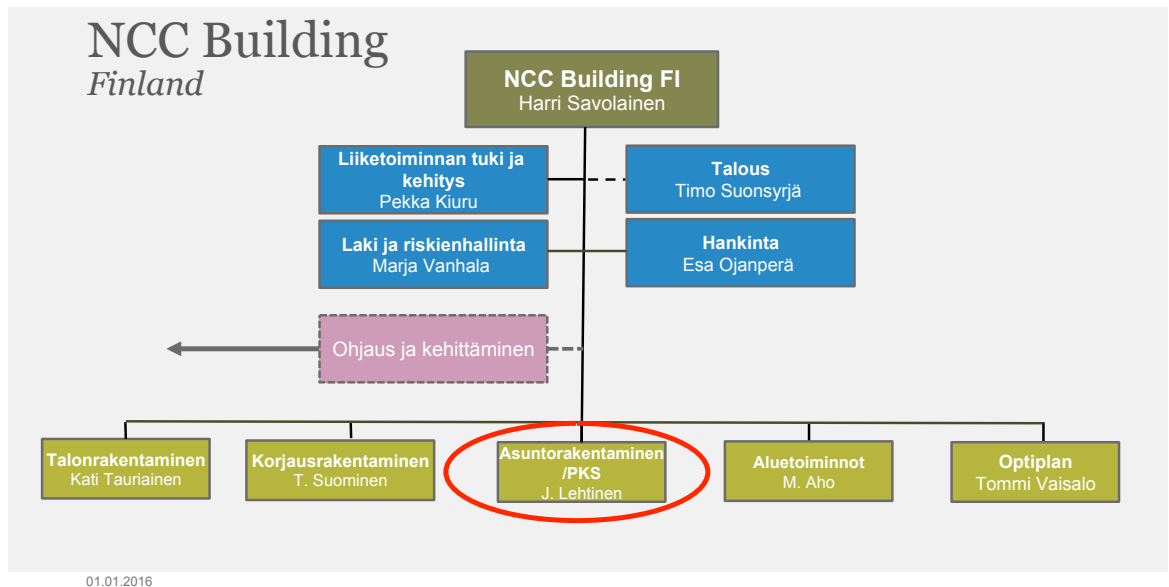 NCC Building
Finland
NCC Building FI
Harri Savolainen
Liiketoiminnan tuki ja
kehitys
Pekka Kiuru
Talous
Timo Suonsyrjä
Laki ja riskienhallinta
Marja Vanhala
Hankinta
Esa Ojanperä
Ohjaus ja kehittäminen
Talonrakentaminen
Kati Tauriainen
Korjausrakentaminen
T. Suominen
Asuntorakentaminen
/PKS
J. Lehtinen
Aluetoiminnot
M. Aho
Optiplan
Tommi Vaisalo
01.01.2016